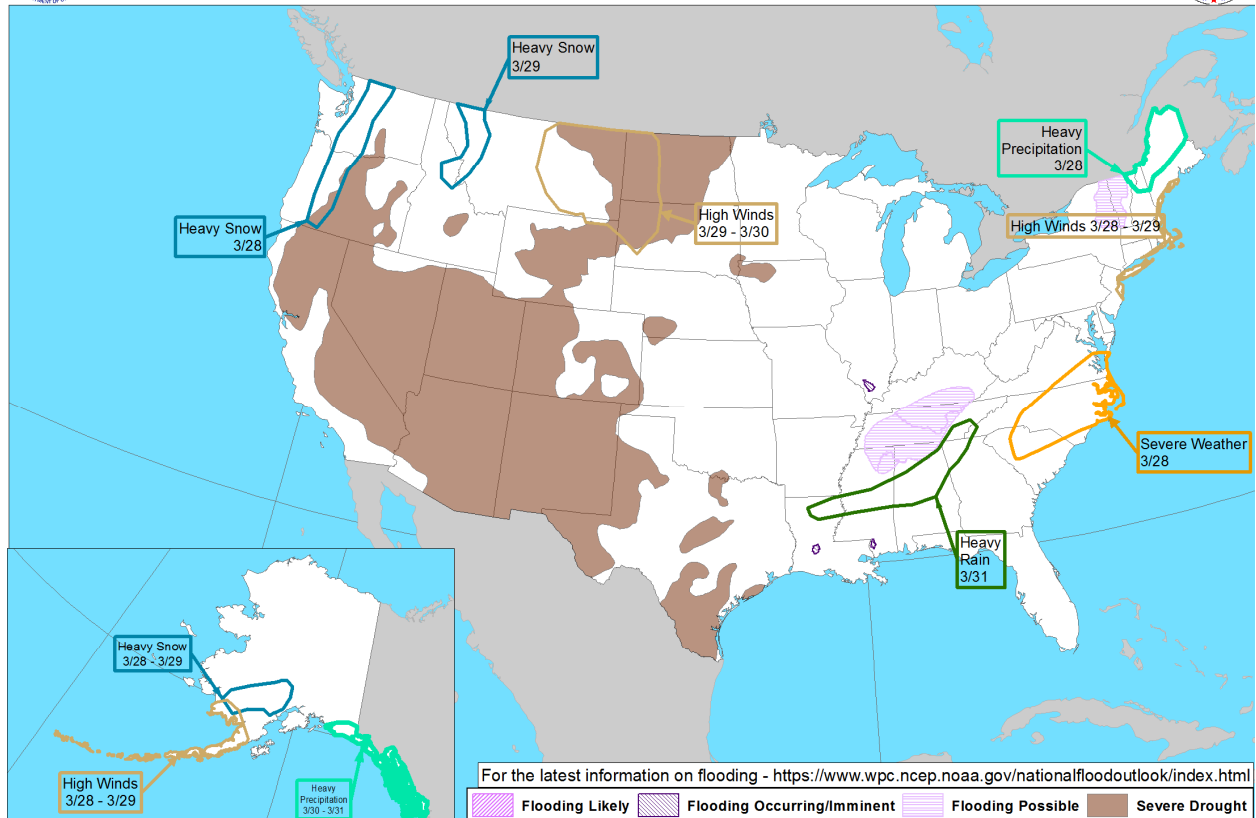 Heavy Snow
3/29
Heavy
Precipitation
3/28
High Winds
3/29 - 3/30
High Winds 3/28 - 3/29
Heavy Snow
3/28
Severe Weather
3/28
Heavy
Rain
3/31
Heavy Snow
3/28 - 3/29
High Winds
3/28 - 3/29
Heavy
Precipitation
3/30 - 3/31
For the latest information on flooding - https://www.wpc.ncep.noaa.gov/nationalfloodoutlook/index.html
Flooding Likely
Flooding Occurring/Imminent
Flooding Possible
Severe Drought